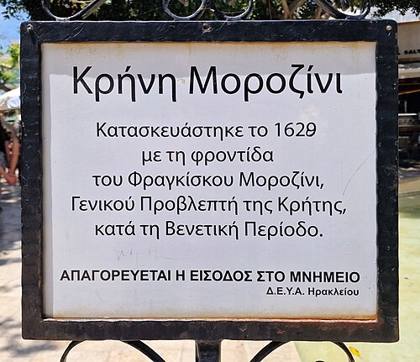 Κρήνη Μοροζίνι
Κατασκευάστηκε το 1629
με τη φροντίδα
του Φραγκίσκου Μοροζίνι,
Γενικού Προβλεπτή της Κρήτης,
κατά τη Βενετική Περίοδο.
ΑΠΑΓΟΡΕΥΕΤΑΙ Η ΕΙΣΟΔΟΣ ΣΤΟ ΜΝΗΜΕΙΟ
Δ.Ε.Υ.Α. Ηρακλείου